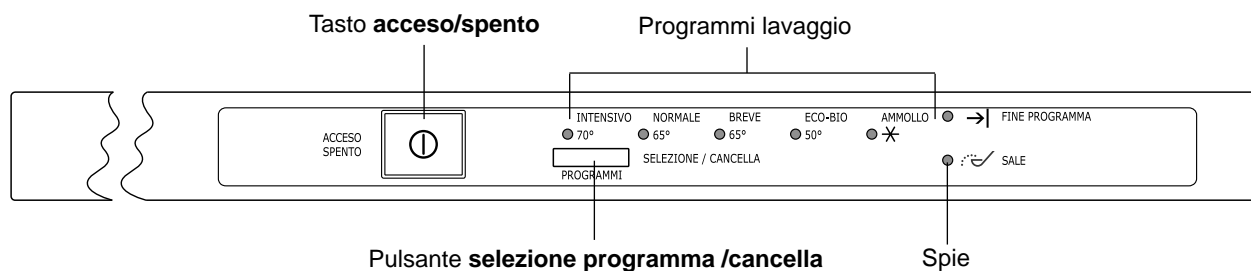 Tasto acceso/spento
Programmi lavaggio
INTENSIVO NORMALE BREVE ECO-BIO AMMOLLO
70° 65° 65° 50°
FINE PROGRAMMA
ACCESO
SPENTO
SELEZIONE / CANCELLA
SALE
PROGRAMMI
Pulsante selezione programma /cancella
Spie